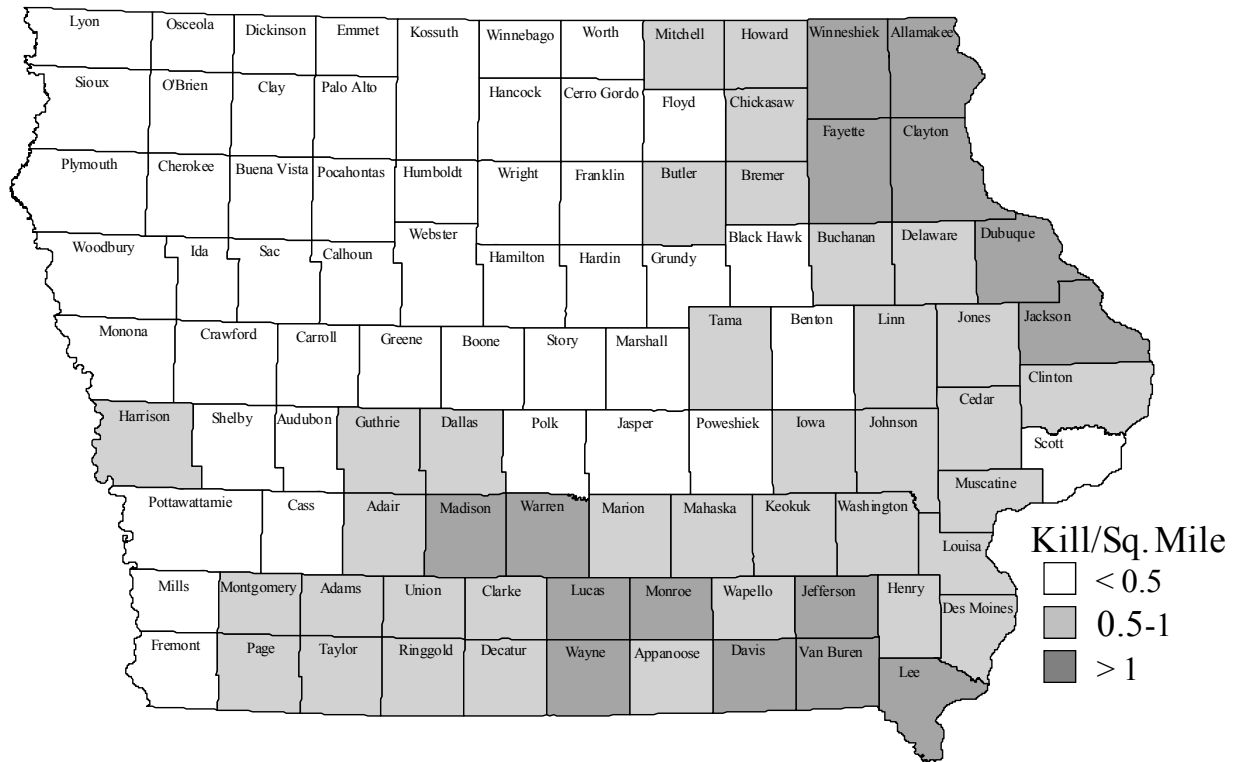 Lyon Osceola Dickinson Emmet Kossuth Winnebago Worth Mitchell Howard Winneshiek Allamakee
Sioux O'Brien Clay Palo Alto Hancock Cerro Gordo Floyd Chickasaw
Fayette Clayton
Plymouth Cherokee Buena Vista Pocahontas Humboldt Wright Franklin Butler Bremer
Woodbury Ida Sac Calhoun Webster Hamilton Hardin Grundy Black Hawk Buchanan Delaware Dubuque
Monona Crawford Carroll Greene Boone Story Marshall Tama Benton Linn Jones Jackson
Clinton
Cedar
Harrison Shelby Audubon Guthrie Dallas Polk Jasper Poweshiek Iowa Johnson Scott
Muscatine
Pottawattamie Cass Adair Madison Warren Marion Mahaska Keokuk Washington
Louisa
Kill/Sq. Mile
< 0.5
0.5-1
> 1
Mills Montgomery Adams Union Clarke Lucas Monroe Wapello Jefferson Henry
Des Moines
Fremont Page Taylor Ringgold Decatur Wayne Appanoose Davis Van Buren Lee